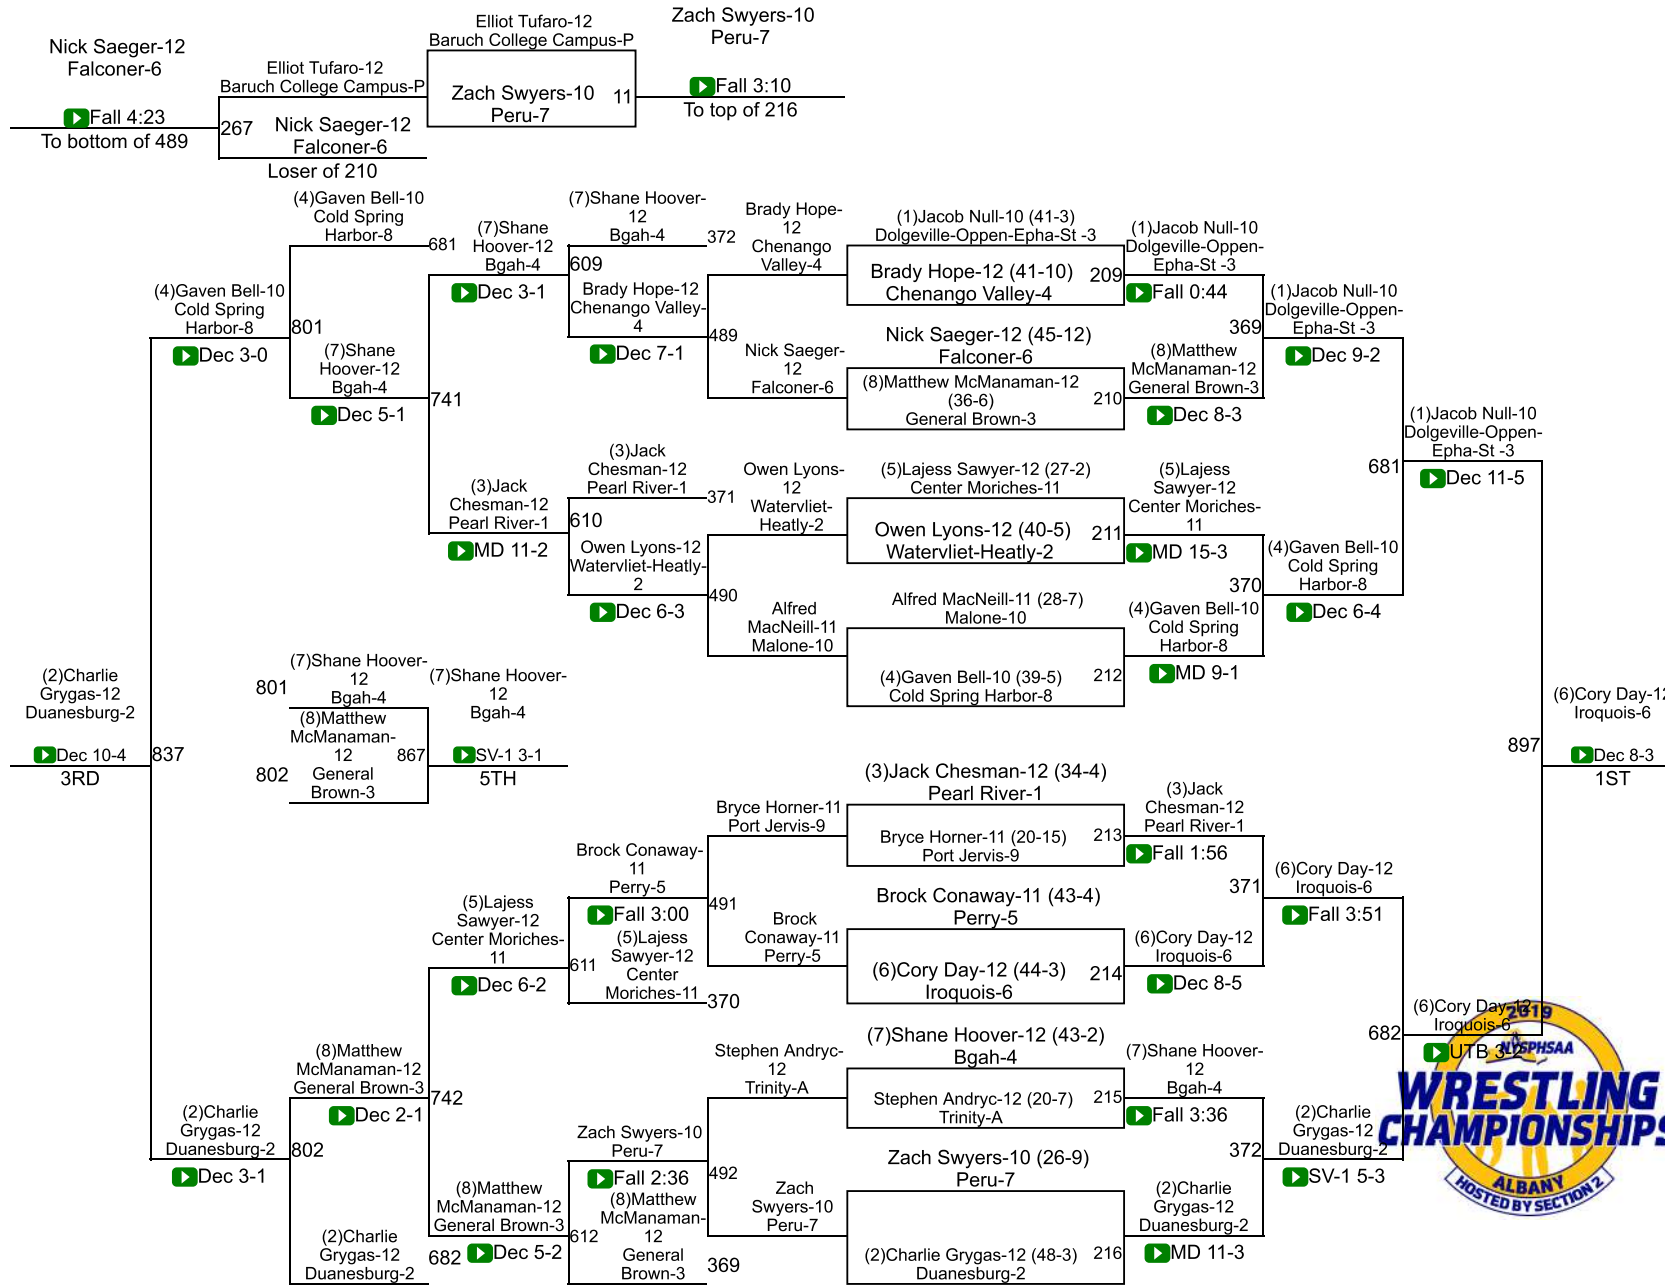 Nick Saeger-12
Falconer-6
Fall 4:23
To bottom of 489
Elliot Tufaro-12
Baruch College Campus-P
267
Nick Saeger-12
Falconer-6
Loser of 210
Elliot Tufaro-12
Baruch College Campus-P
Zach Swyers-10
Peru-7
11
Zach Swyers-10
Peru-7
Fall 3:10
To top of 216
(1)Jacob Null-10 (41-3)
Dolgeville-Oppen-Epha-St -3
Brady Hope-12 (41-10)
Chenango Valley-4
209
Nick Saeger-12 (45-12)
Falconer-6
(8)Matthew McManaman-12
(36-6)
General Brown-3
210
(5)Lajess Sawyer-12 (27-2)
Center Moriches-11
Owen Lyons-12 (40-5)
Watervliet-Heatly-2
211
Alfred MacNeill-11 (28-7)
Malone-10
(4)Gaven Bell-10 (39-5)
Cold Spring Harbor-8
212
(3)Jack Chesman-12 (34-4)
Pearl River-1
Bryce Horner-11 (20-15)
Port Jervis-9
213
Brock Conaway-11 (43-4)
Perry-5
(6)Cory Day-12 (44-3)
Iroquois-6
214
(7)Shane Hoover-12 (43-2)
Bgah-4
Stephen Andryc-12 (20-7)
Trinity-A
215
Zach Swyers-10 (26-9)
Peru-7
(2)Charlie Grygas-12 (48-3)
Duanesburg-2
216
(1)Jacob Null-10
Dolgeville-Oppen-
Epha-St -3
Fall 0:44
369
(8)Matthew
McManaman-12
General Brown-3
Dec 8-3
(5)Lajess
Sawyer-12
Center Moriches-
11
MD 15-3
370
(4)Gaven Bell-10
Cold Spring
Harbor-8
MD 9-1
(3)Jack
Chesman-12
Pearl River-1
Fall 1:56
371
(6)Cory Day-12
Iroquois-6
Dec 8-5
(7)Shane Hoover-
12
Bgah-4
Fall 3:36
372
(2)Charlie
Grygas-12
Duanesburg-2
MD 11-3
(1)Jacob Null-10
Dolgeville-Oppen-
Epha-St -3
Dec 9-2
681
(4)Gaven Bell-10
Cold Spring
Harbor-8
Dec 6-4
(6)Cory Day-12
Iroquois-6
Fall 3:51
682
(2)Charlie
Grygas-12
Duanesburg-2
SV-1 5-3
(1)Jacob Null-10
Dolgeville-Oppen-
Epha-St -3
Dec 11-5
897
(6)Cory Day-12
Iroquois-6
UTB 3-2
(6)Cory Day-12
Iroquois-6
Dec 8-3
1ST
Brady Hope-
12
Chenango
Valley-4
489
Nick Saeger-
12
Falconer-6
Owen Lyons-
12
Watervliet-
Heatly-2
490
Alfred
MacNeill-11
Malone-10
Bryce Horner-11
Port Jervis-9
491
Brock
Conaway-11
Perry-5
Stephen Andryc-
12
Trinity-A
492
Zach
Swyers-10
Peru-7
(7)Shane Hoover-
12
Bgah-4
372
609
Brady Hope-12
Chenango Valley-
4
Dec 7-1
(3)Jack
Chesman-12
Pearl River-1
371
610
Owen Lyons-12
Watervliet-Heatly-
2
Dec 6-3
Brock Conaway-
11
Perry-5
Fall 3:00
611
(5)Lajess
Sawyer-12
Center
Moriches-11
370
Zach Swyers-10
Peru-7
Fall 2:36
612
(8)Matthew
McManaman-
12
General
Brown-3
369
(7)Shane
Hoover-12
Bgah-4
Dec 3-1
741
(3)Jack
Chesman-12
Pearl River-1
MD 11-2
(5)Lajess
Sawyer-12
Center Moriches-
11
Dec 6-2
742
(8)Matthew
McManaman-12
General Brown-3
Dec 5-2
(4)Gaven Bell-10
Cold Spring
Harbor-8
681
801
(7)Shane
Hoover-12
Bgah-4
Dec 5-1
(8)Matthew
McManaman-12
General Brown-3
Dec 2-1
802
(2)Charlie
Grygas-12
Duanesburg-2
682
(4)Gaven Bell-10
Cold Spring
Harbor-8
Dec 3-0
837
(2)Charlie
Grygas-12
Duanesburg-2
Dec 3-1
(2)Charlie
Grygas-12
Duanesburg-2
Dec 10-4
3RD
801
(7)Shane Hoover-
12
Bgah-4
802
(8)Matthew
McManaman-
12
General
Brown-3
867
(7)Shane Hoover-
12
Bgah-4
SV-1 3-1
5TH
2019
NYSPHSAA
WRESTLING
CHAMPIONSHIPS
ALBANY
HOSTED BY SECTION 2